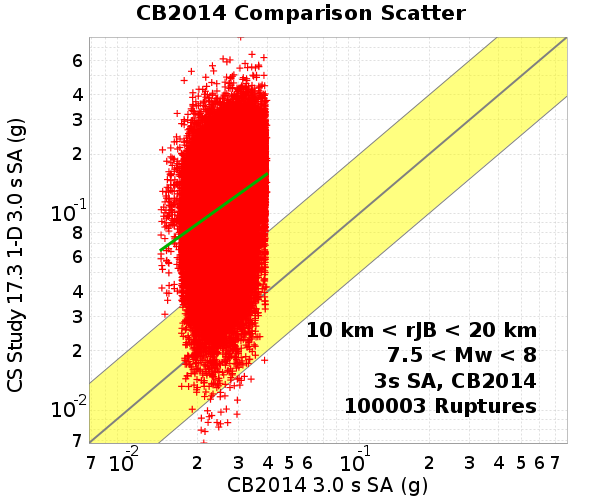 CB2014 Comparison Scatter
CS Study 17.3 1-D 3.0 s SA (g)
6
4
3
2
10^-1
8
6
4
3
2
10^-2
7
10 km < rJB < 20 km
7.5 < Mw < 8
3s SA, CB2014
100003 Ruptures
7 10^-2 2 3 4 5 6 10^-1 2 3 4 5 6 7
CB2014 3.0 s SA (g)